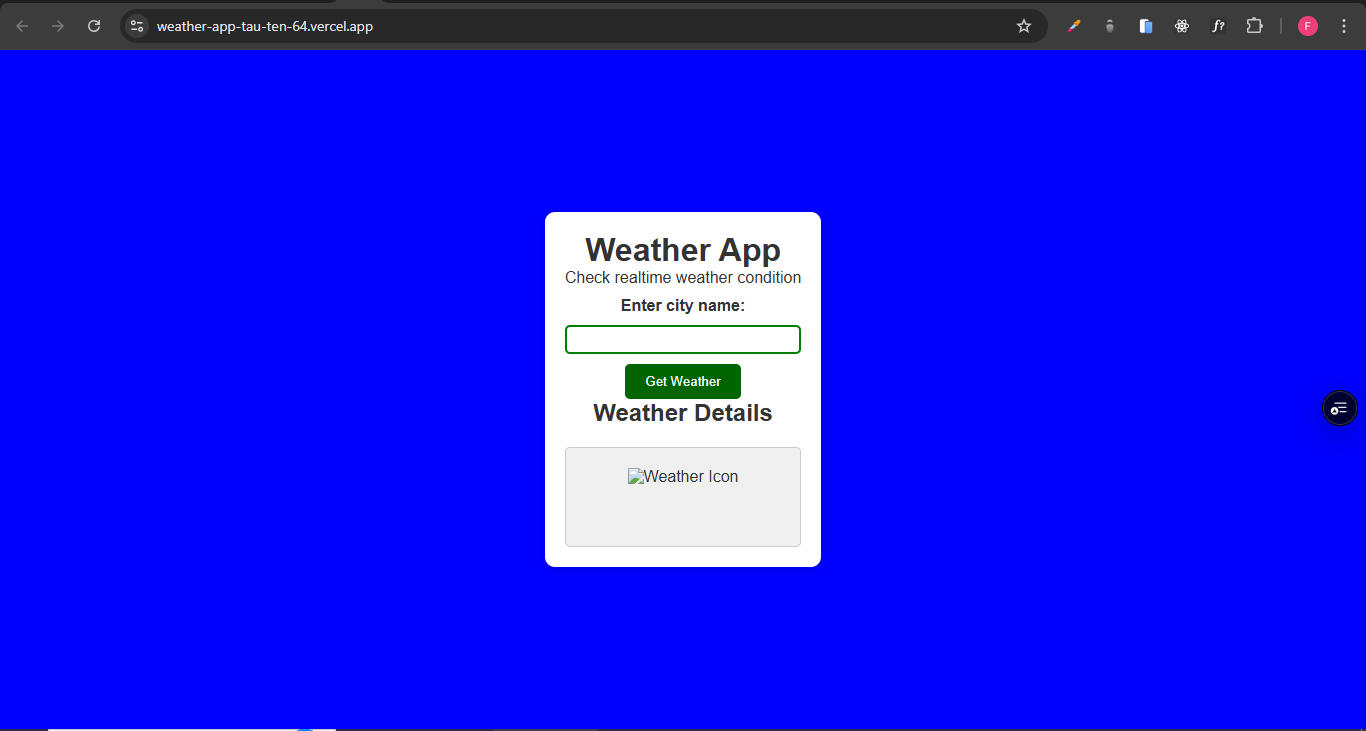 weather-app-tau-ten-64.vercel.app
f?
F
Weather App
Check realtime weather condition
Enter city name:
Get Weather
Weather Details
Weather Icon